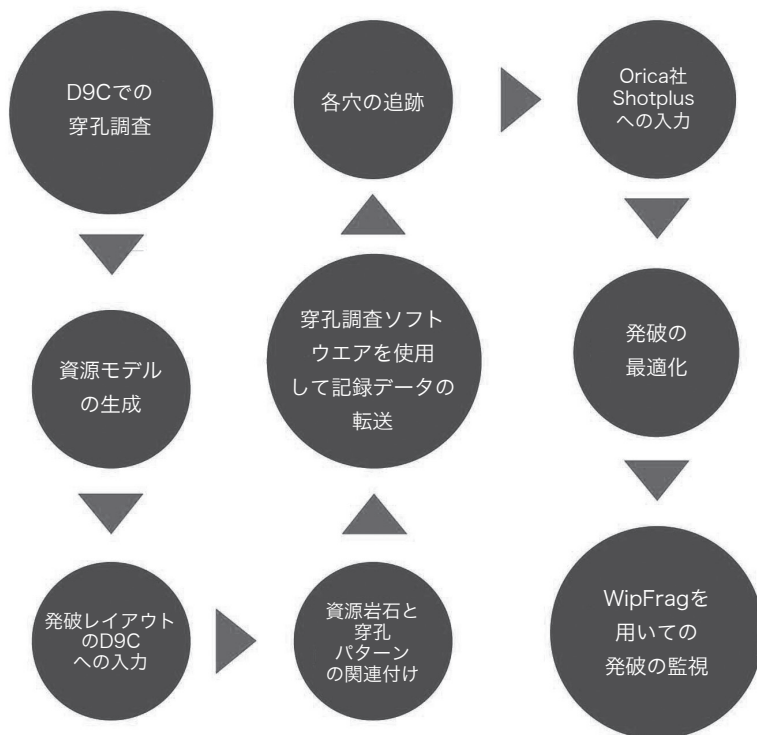 D9Cでの
穿孔調査
資源モデル
の生成
発破レイアウト
のD9C
への入力
資源岩石と
穿孔
パターン
の関連付け
穿孔調査ソフト
ウエアを使用
して記録データの
転送
各穴の追跡
Orica社
Shotplus
への入力
発破の
最適化
WipFragを
用いての
発破の監視